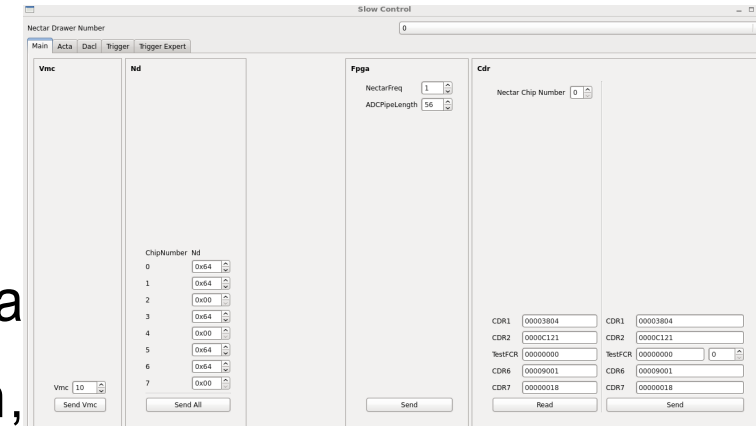 Slow Control
Nectar Drawer Number 0
Main Acta Dacl Trigger Trigger Expert
Vmc Nd Fpga Cdr
NectarFreq 1
Nectar Chip Number 0
ADCPipeLength 56
ChipNumber Nd
0 0x64
1 0x64
2 0x00
3 0x64
4 0x00
5 0x64
6 0x64
7 0x00
Vmc 10
Send Vmc
Send All
Send
CDR1 00003804 CDR1 00003804
CDR2 0000C121 CDR2 0000C121
TestFCR 00000000 TestFCR 00000000 0
CDR6 00009001 CDR6 00009001
CDR7 00000018 CDR7 00000018
Read Send
a
,